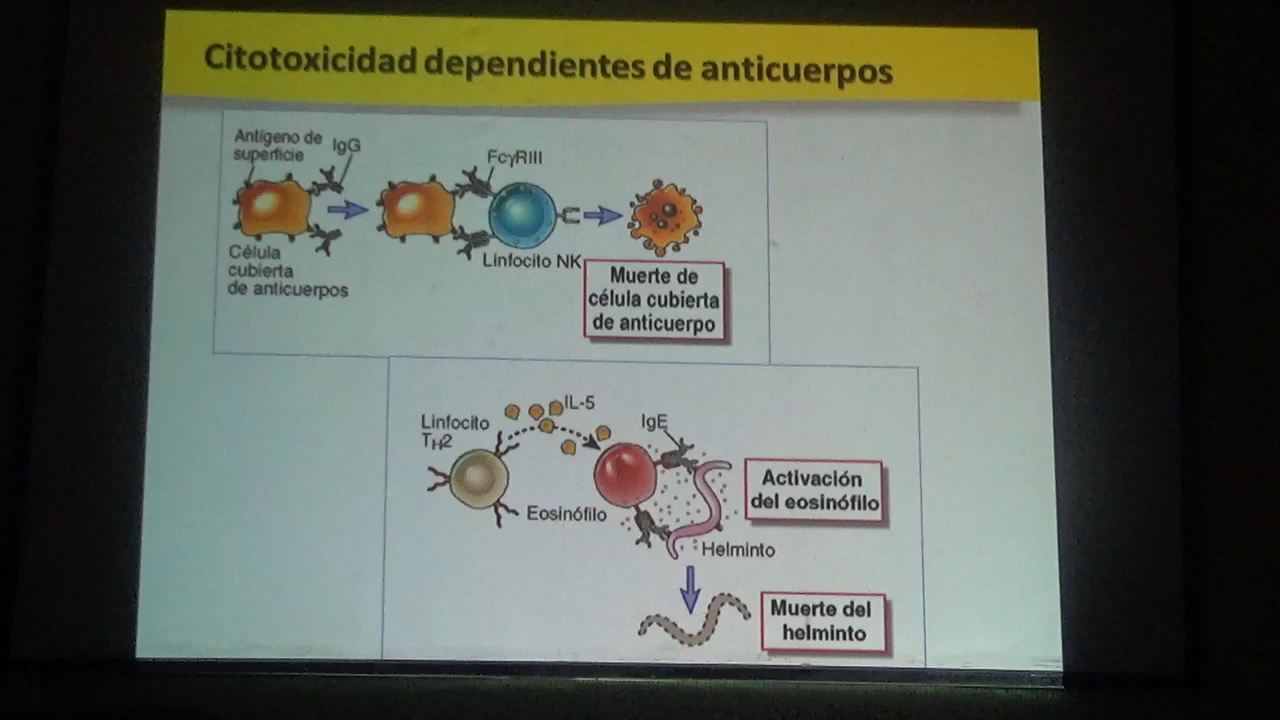 Citotoxicidad dependientes de anticuerpos
Antígeno de
superficie
IgG
FcγRIII
Célula
cubierta
de anticuerpos
Linfocito NK
Muerte de
célula cubierta
de anticuerpo
Linfocito
TH2
IL-5
IgE
Eosinófilo
Activación
del eosinófilo
Helminto
Muerte del
helminto